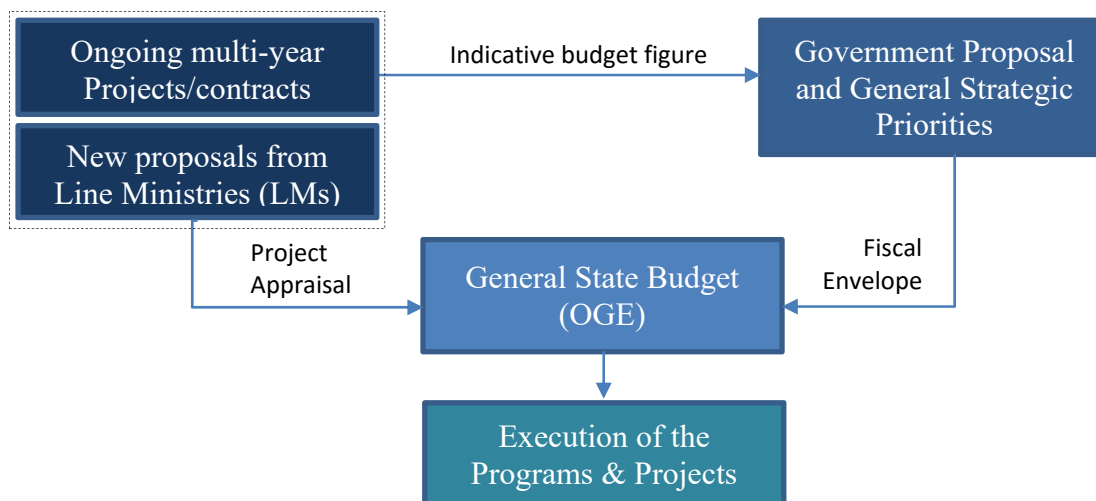 Ongoing multi-year
Projects/contracts
Indicative budget figure
Government Proposal
and General Strategic
Priorities
New proposals from
Line Ministries (LMs)
Project
Appraisal
General State Budget
(OGE)
Fiscal
Envelope
Execution of the
Programs & Projects